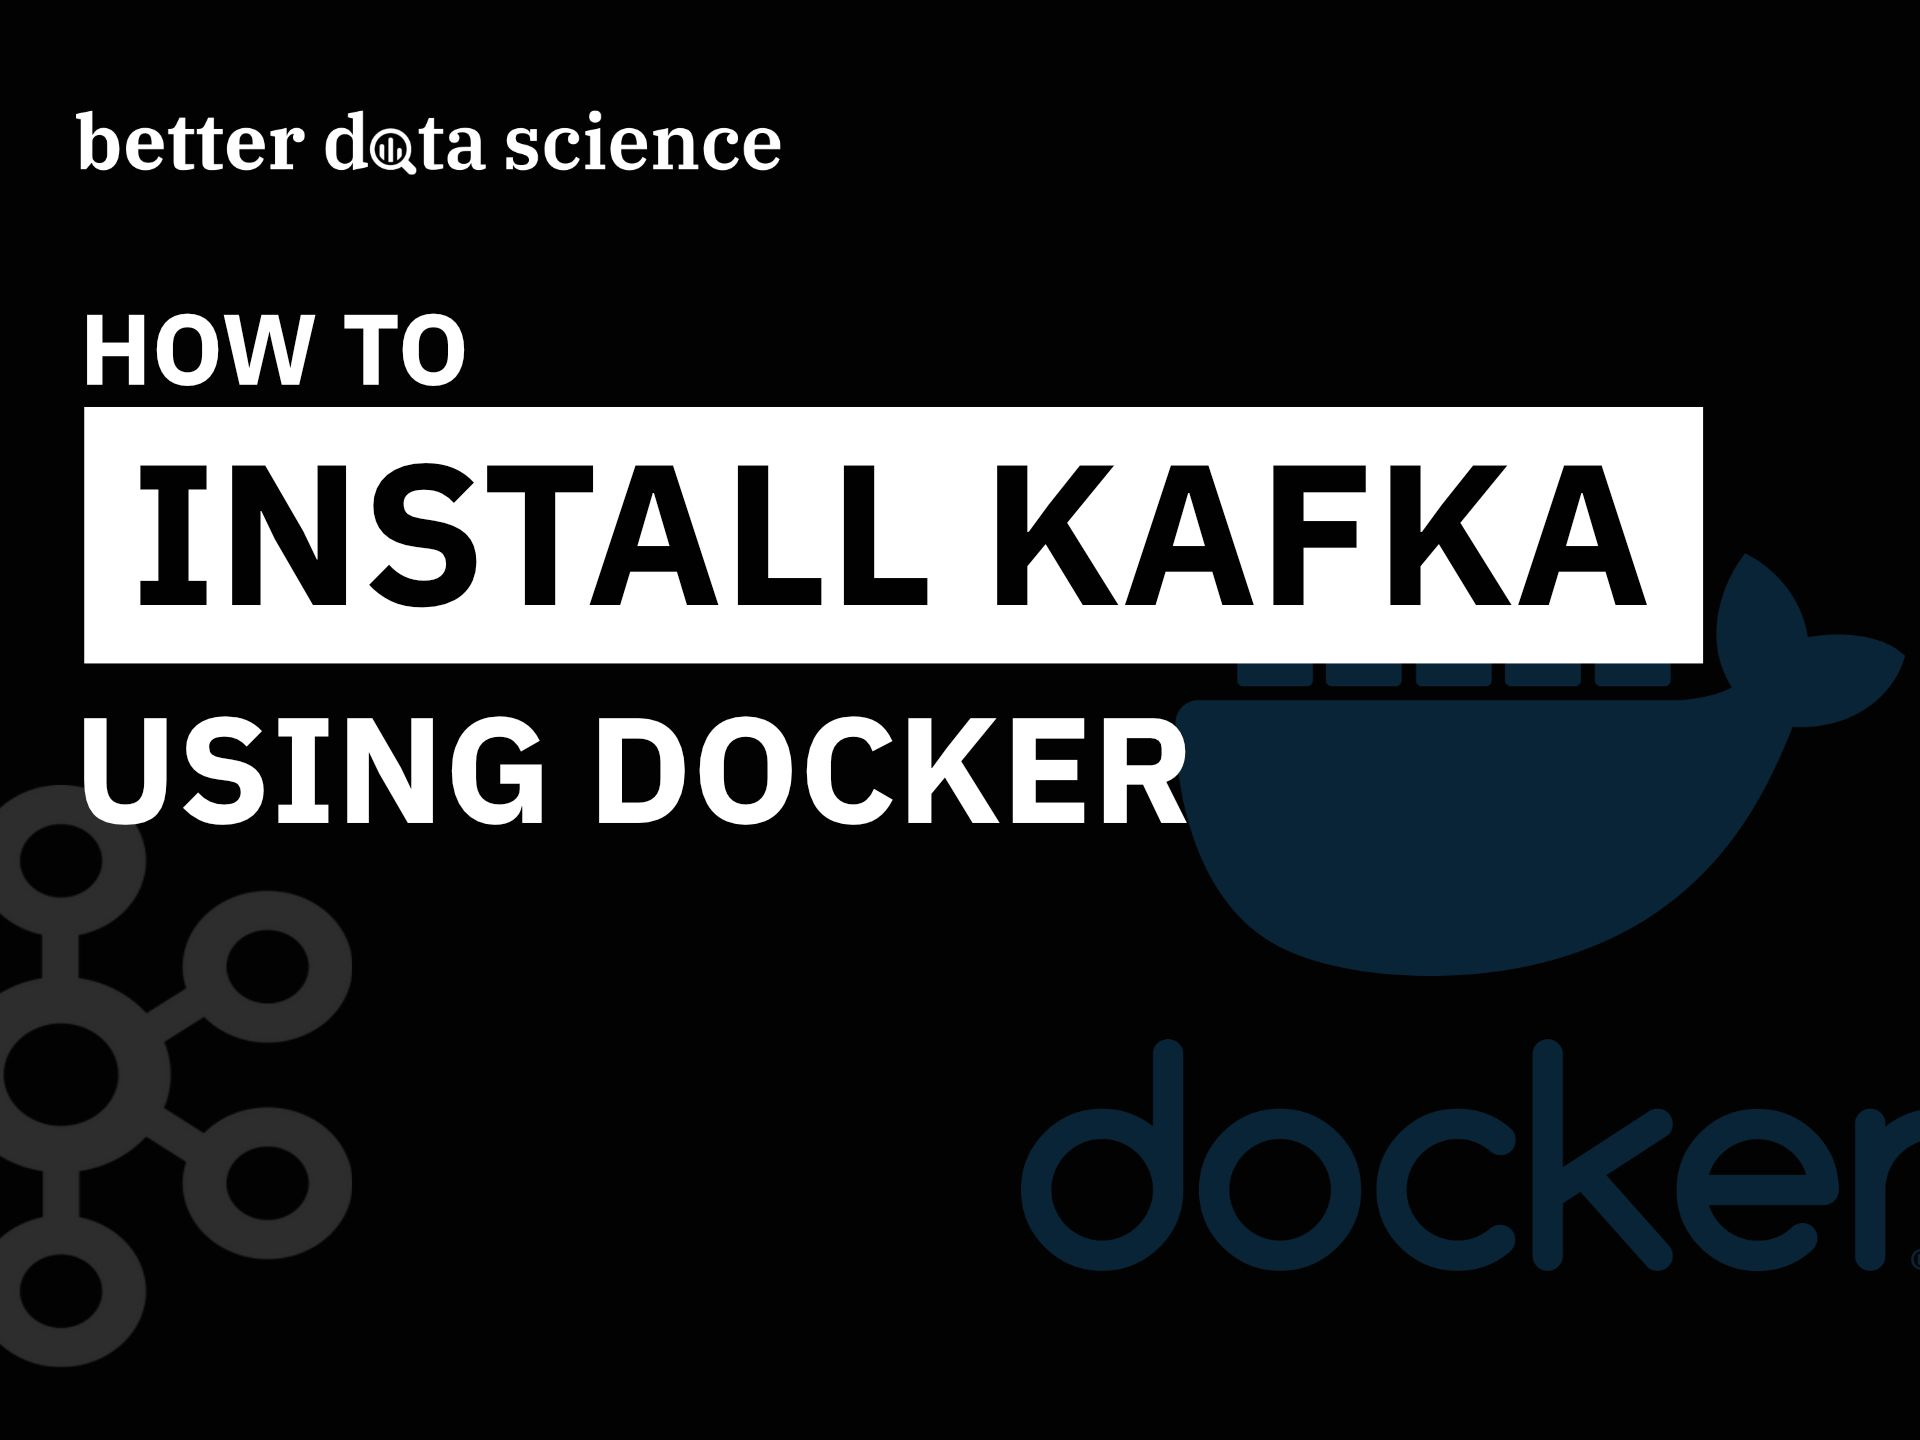 better data science
HOW TO
INSTALL KAFKA
USING DOCKER
docker